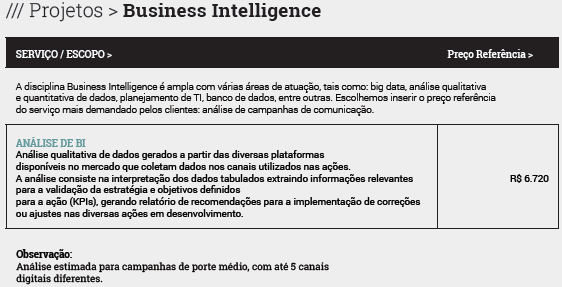 /// Projetos > Business Intelligence
SERVIÇO / ESCOPO > Preço Referência >
A disciplina Business Intelligence é ampla com várias áreas de atuação, tais como: big data, análise qualitativa
e quantitativa de dados, planejamento de TI, banco de dados, entre outras. Escolhemos inserir o preço referência
do serviço mais demandado pelos clientes: análise de campanhas de comunicação.
ANÁLISE DE BI
Análise qualitativa de dados gerados a partir das diversas plataformas
disponíveis no mercado que coletam dados nos canais utilizados nas ações.
A análise consiste na interpretação dos dados tabulados extraindo informações relevantes
para a validação da estratégia e objetivos definidos
para a ação (KPIs), gerando relatório de recomendações para a implementação de correções
ou ajustes nas diversas ações em desenvolvimento.
R$ 6.720
Observação:
Análise estimada para campanhas de porte médio, com até 5 canais
digitais diferentes.